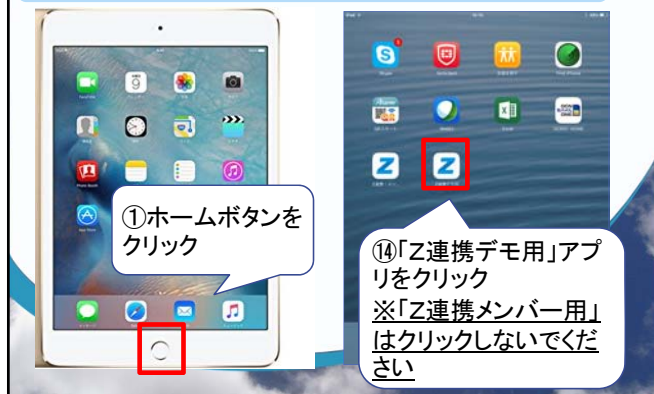 ①ホームボタンを
クリック
⑭「Z連携デモ用」アプ
リをクリック
※「Z連携メンバー用」
はクリックしないでくだ
さい